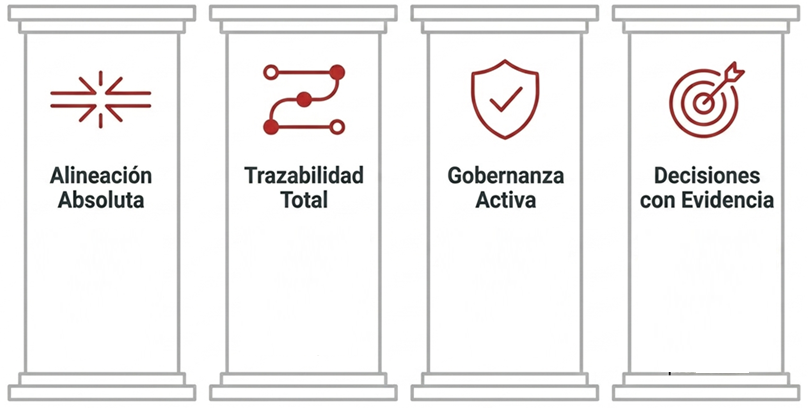 Alineación
Absoluta
Trazabilidad
Total
Gobernanza
Activa
Decisiones
con Evidencia